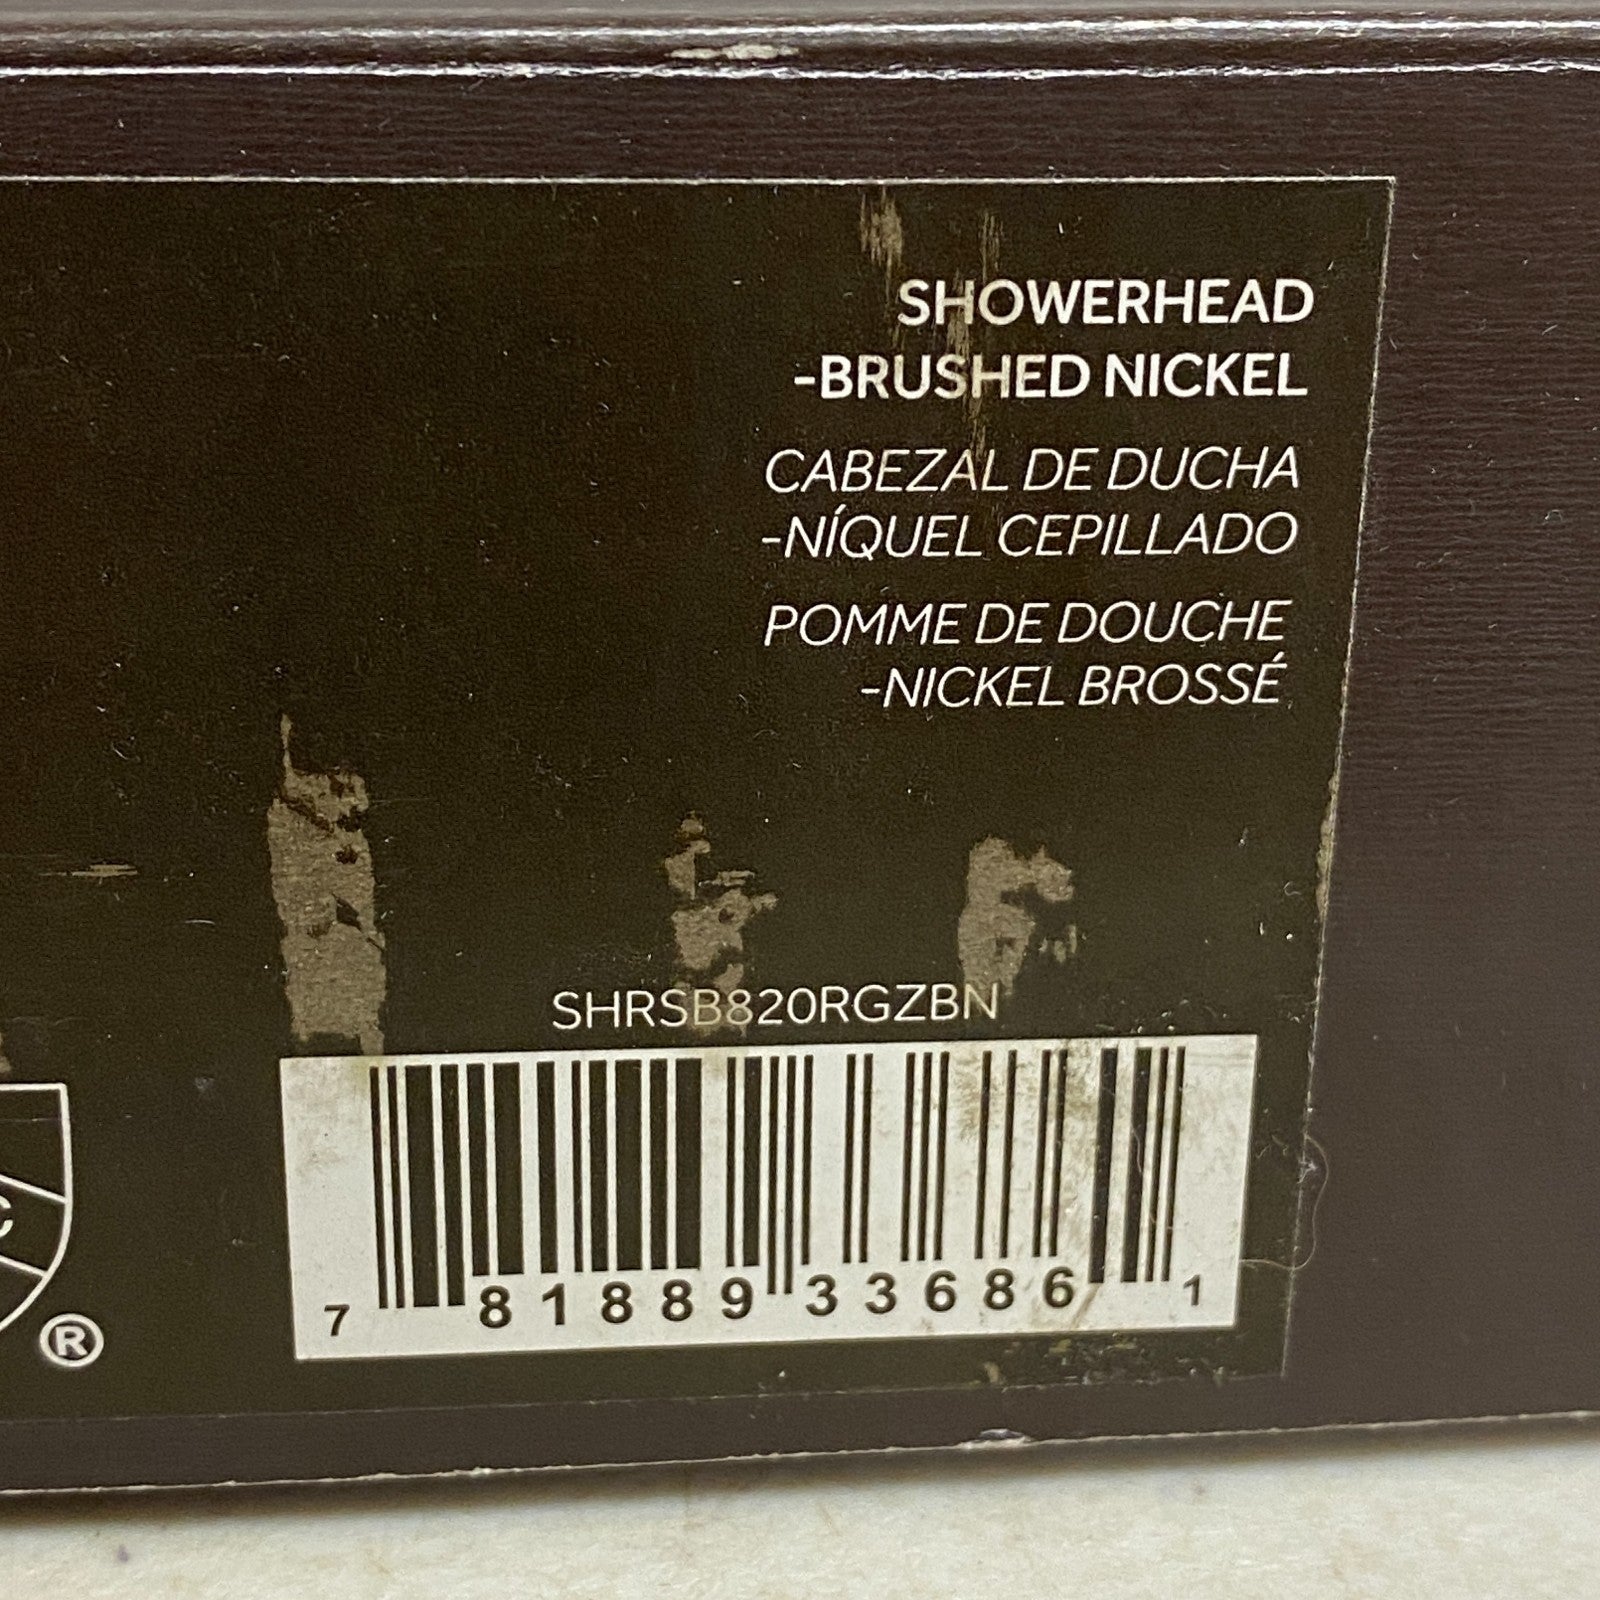 SHOWERHEAD
-BRUSHED NICKEL
CABEZAL DE DUCHA
-NÍQUEL CEPILLADO
POMME DE DOUCHE
-NICKEL BROSSÉ
SHRSB820RGZBN
C
®
7 81889 33686 1